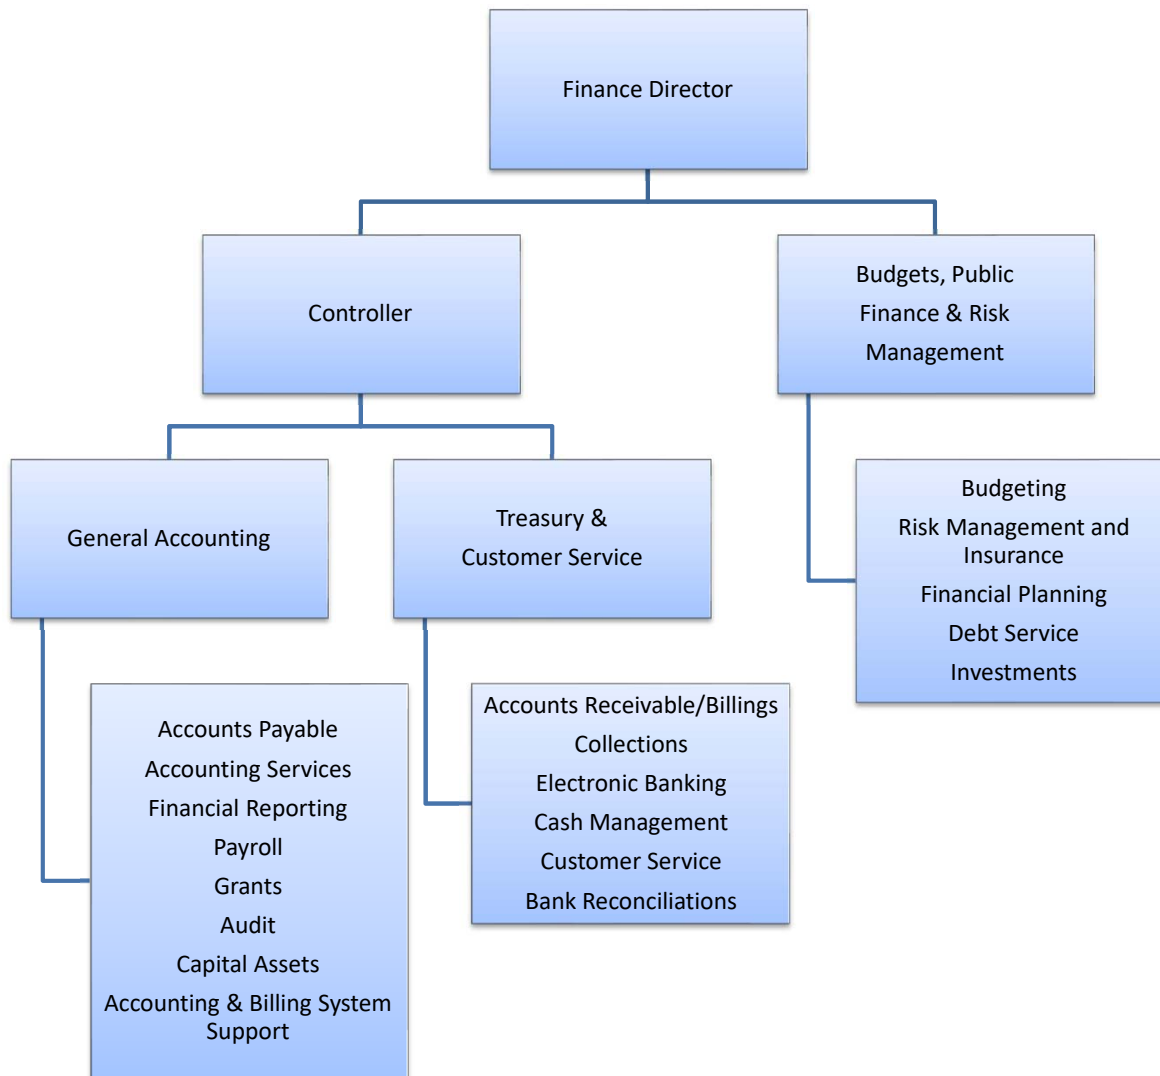 Finance Director
Controller
Budgets, Public
Finance & Risk
Management
General Accounting
Treasury &
Customer Service
Budgeting
Risk Management and
Insurance
Financial Planning
Debt Service
Investments
Accounts Payable
Accounting Services
Financial Reporting
Payroll
Grants
Audit
Capital Assets
Accounting & Billing System
Support
Accounts Receivable/Billings
Collections
Electronic Banking
Cash Management
Customer Service
Bank Reconciliations